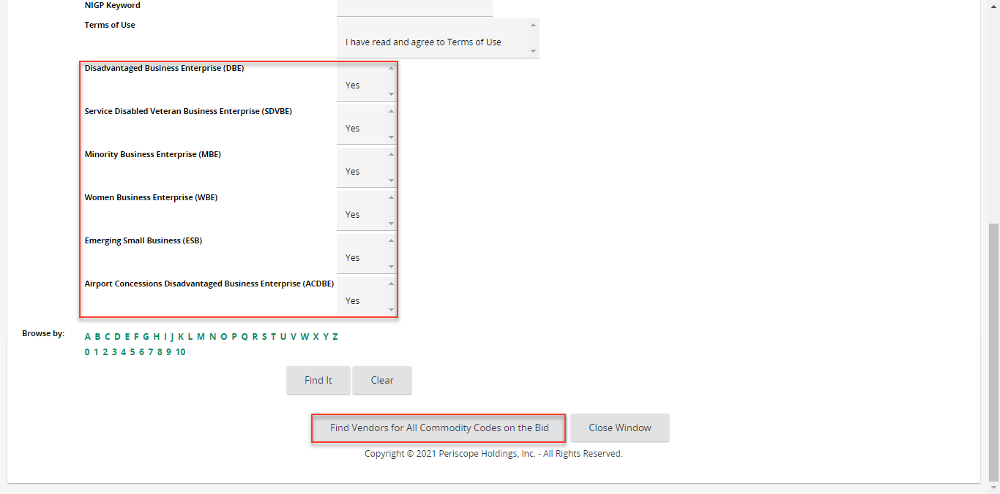 NIGP Keyword
Terms of Use
I have read and agree to Terms of Use
Disadvantaged Business Enterprise (DBE)
Yes
Service Disabled Veteran Business Enterprise (SDVBE)
Yes
Minority Business Enterprise (MBE)
Yes
Women Business Enterprise (WBE)
Yes
Emerging Small Business (ESB)
Yes
Airport Concessions Disadvantaged Business Enterprise (ACDBE)
Yes
Browse by:
A B C D E F G H I J K L M N O P Q R S T U V W X Y Z
0 1 2 3 4 5 6 7 8 9 10
Find It Clear
Find Vendors for All Commodity Codes on the Bid Close Window
Copyright © 2021 Periscope Holdings, Inc. - All Rights Reserved.